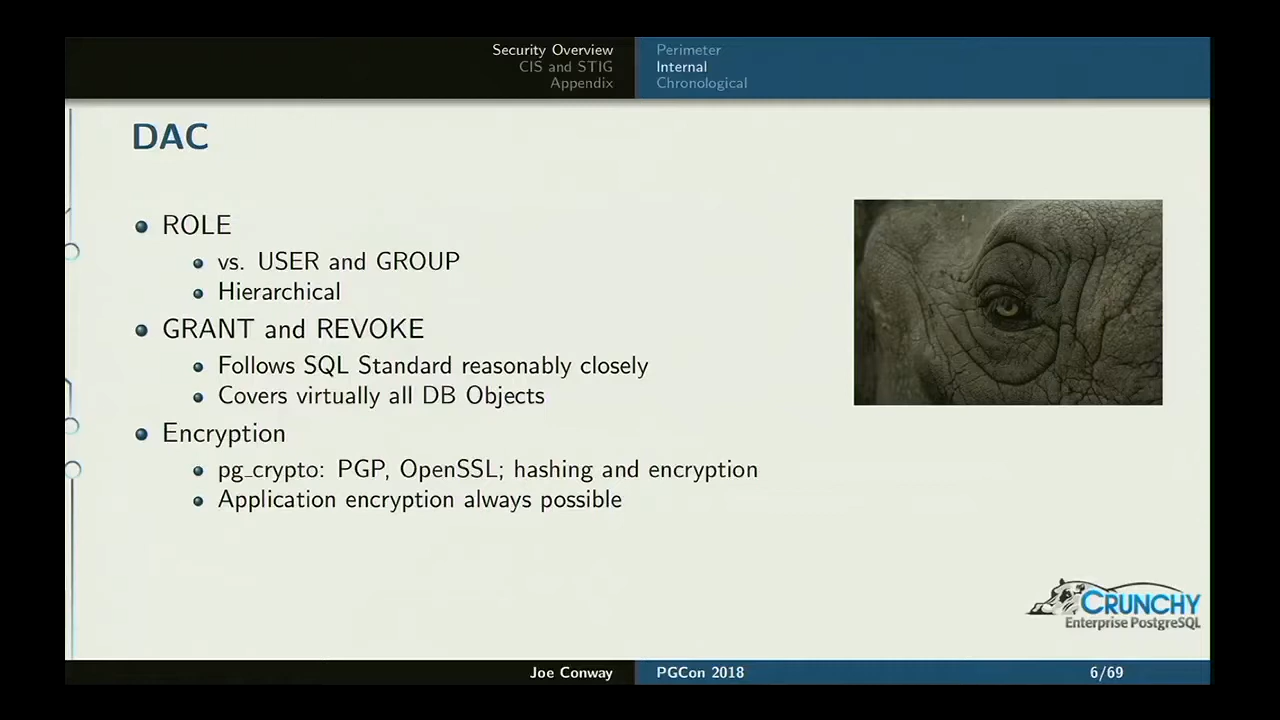 Security Overview
CIS and STIG
Appendix
Perimeter
Internal
Chronological
DAC
ROLE
vs. USER and GROUP
Hierarchical
GRANT and REVOKE
Follows SQL Standard reasonably closely
Covers virtually all DB Objects
Encryption
pg_crypto: PGP, OpenSSL; hashing and encryption
Application encryption always possible
CRUNCHY
Enterprise PostgreSQL
Joe Conway
PGCon 2018
6/69